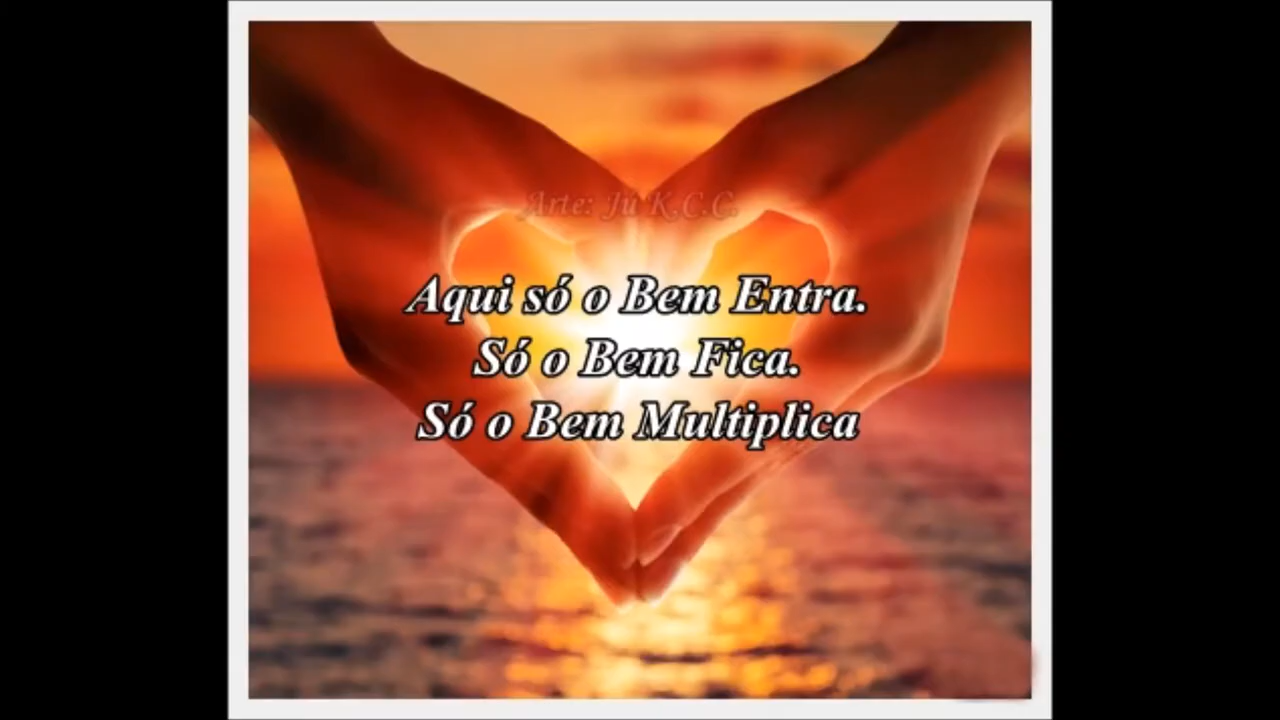 Arte: Jú K.C.C.
Aqui só o Bem Entra.
Só o Bem Fica.
Só o Bem Multiplica